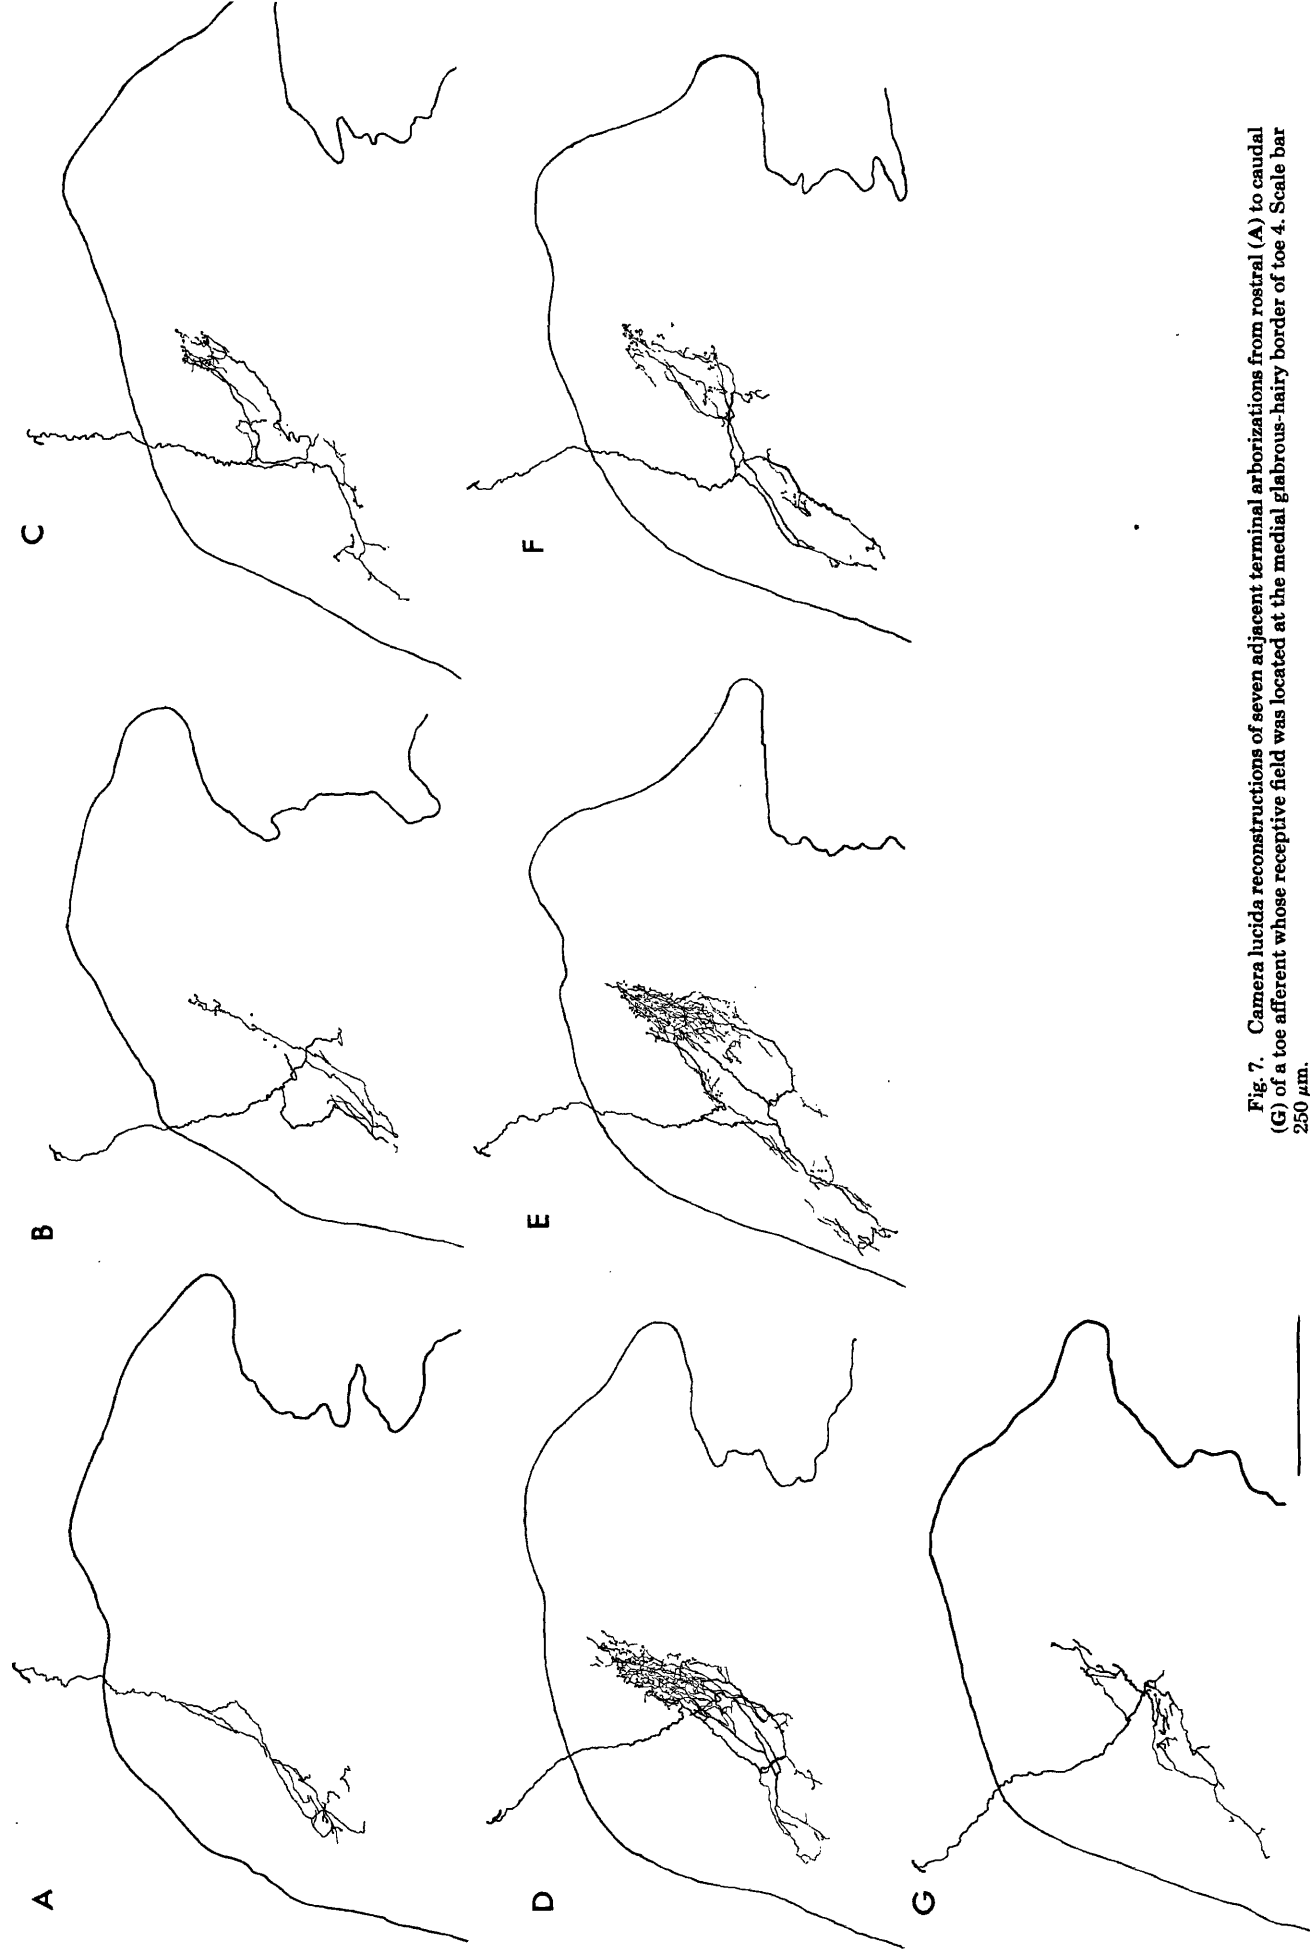 A
B
C
D
E
F
G
Fig. 7. Camera lucida reconstructions of seven adjacent terminal arborizations from rostral (A) to caudal
(G) of a toe afferent whose receptive field was located at the medial glabrous-hairy border of toe 4. Scale bar
250 μm.